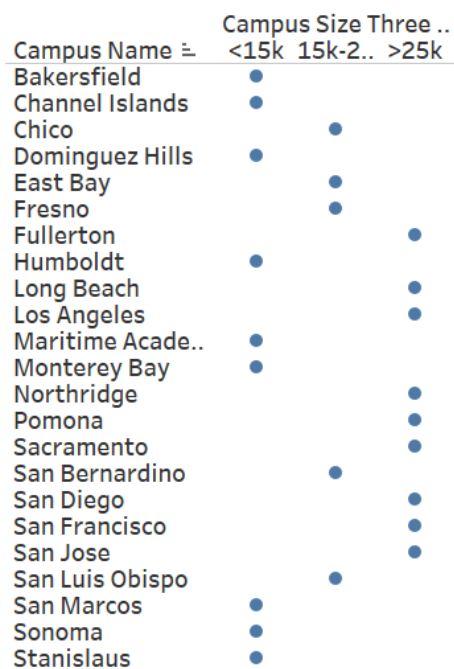 Campus Size Three ..
Campus Name <15k 15k-2.. >25k
Bakersfield
Channel Islands
Chico
Dominguez Hills
East Bay
Fresno
Fullerton
Humboldt
Long Beach
Los Angeles
Maritime Acade..
Monterey Bay
Northridge
Pomona
Sacramento
San Bernardino
San Diego
San Francisco
San Jose
San Luis Obispo
San Marcos
Sonoma
Stanislaus